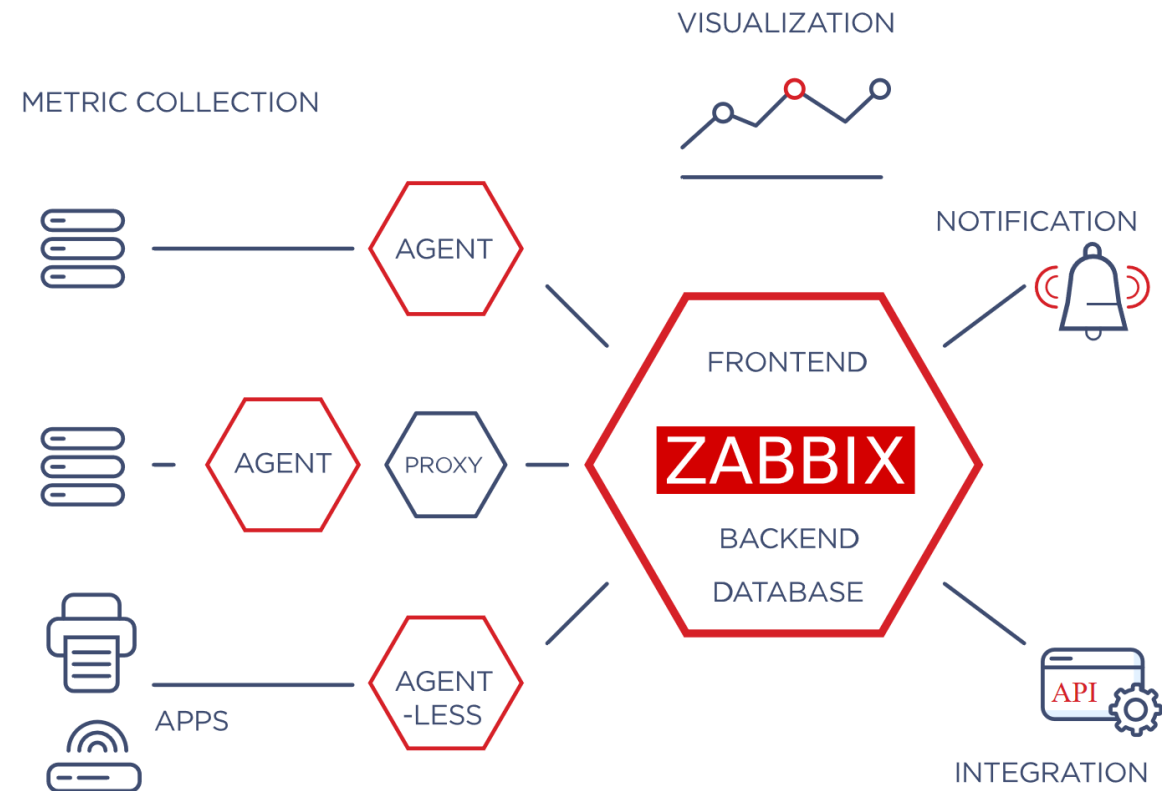 VISUALIZATION
METRIC COLLECTION
AGENT
NOTIFICATION
FRONTEND
AGENT
PROXY
ZABBIX
BACKEND
DATABASE
AGENT
-LESS
APPS
API
INTEGRATION